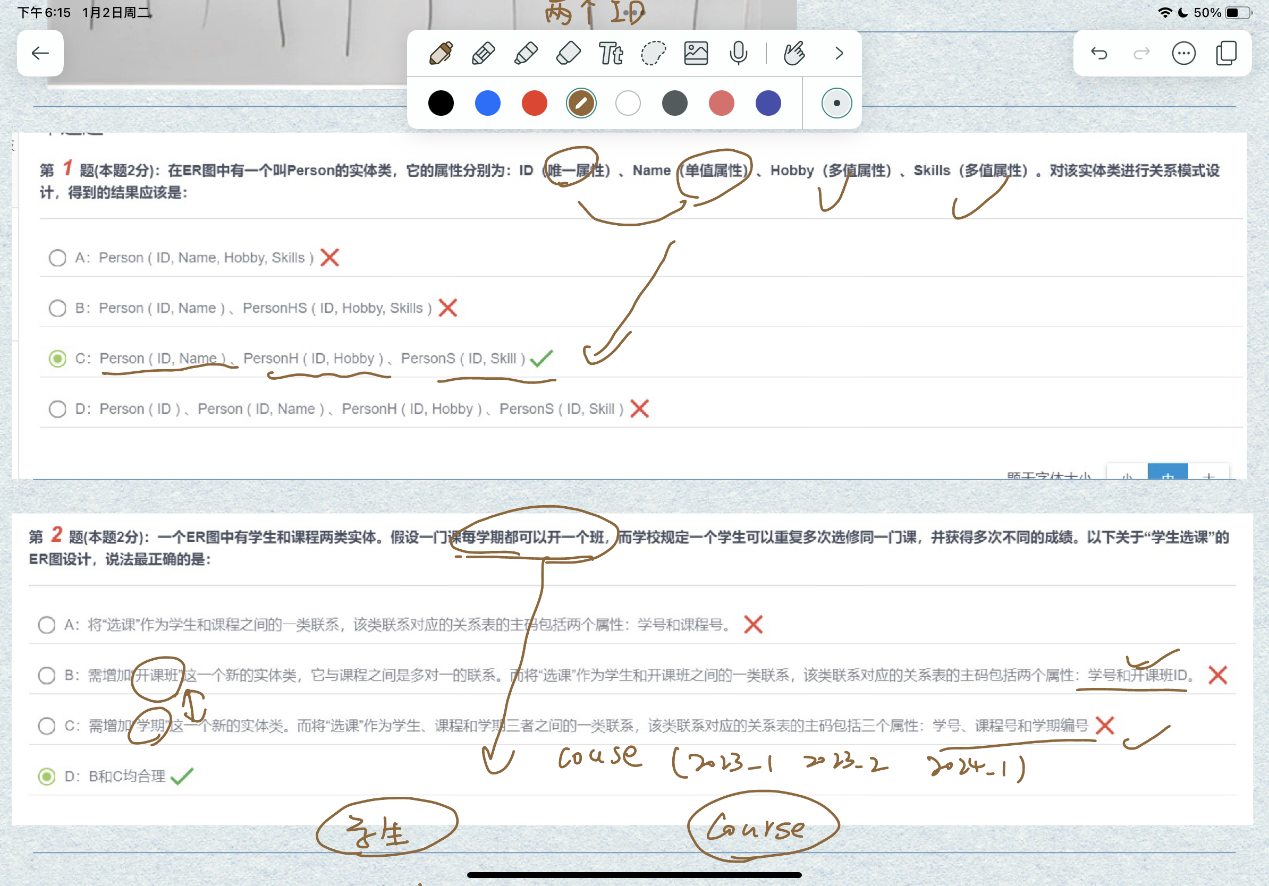 下午6:15 1月2日周二
50%
两个ID
Tt
第 1 题(本题2分)：在ER图中有一个叫Person的实体类，它的属性分别为：ID（唯一属性）、Name（单值属性）、Hobby（多值属性）、Skills（多值属性）。对该实体类进行关系模式设
计，得到的结果应该是：
A：Person ( ID, Name, Hobby, Skills )
B：Person ( ID, Name )、PersonHS ( ID, Hobby, Skills )
C：Person ( ID, Name )、PersonH ( ID, Hobby )、PersonS ( ID, Skill )
D：Person ( ID )、Person ( ID, Name )、PersonH ( ID, Hobby )、PersonS ( ID, Skill )
题干字体大小 小 中 大
第 2 题(本题2分)：一个ER图中有学生和课程两类实体。假设一门课每学期都可以开一个班，而学校规定一个学生可以重复多次选修同一门课，并获得多次不同的成绩。以下关于“学生选课”的
ER图设计，说法最正确的是：
A：将“选课”作为学生和课程之间的一类联系，该类联系对应的关系表的主码包括两个属性：学号和课程号。
B：需增加“开课班”这一个新的实体类，它与课程之间是多对一的联系。而将“选课”作为学生和开课班之间的一类联系，该类联系对应的关系表的主码包括两个属性：学号和开课班ID。
C：需增加“学期”这一个新的实体类。而将“选课”作为学生、课程和学期三者之间的一类联系，该类联系对应的关系表的主码包括三个属性：学号、课程号和学期编号
couse (2023_1 2023_2 2024_1)
D：B和C均合理
学生 Course